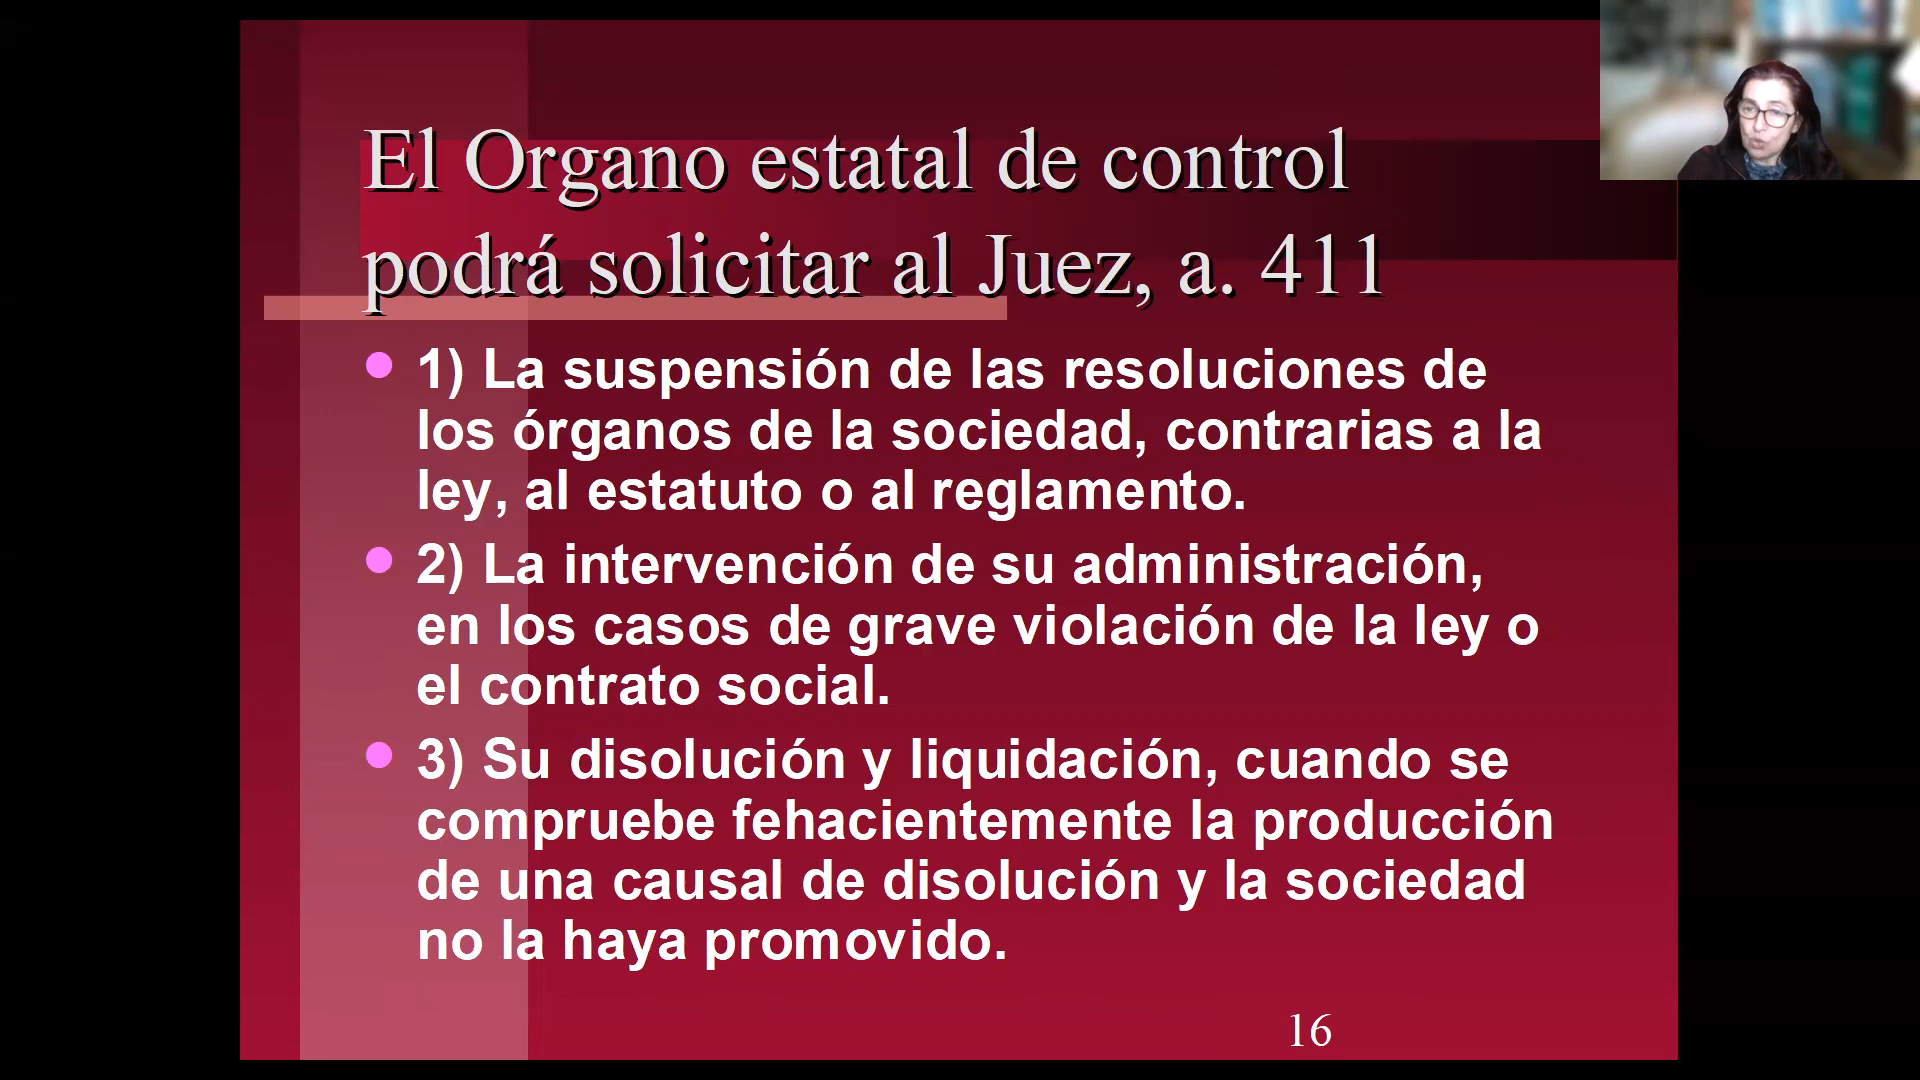 El Organo estatal de control
podrá solicitar al Juez, a. 411
1) La suspensión de las resoluciones de
los órganos de la sociedad, contrarias a la
ley, al estatuto o al reglamento.
2) La intervención de su administración,
en los casos de grave violación de la ley o
el contrato social.
3) Su disolución y liquidación, cuando se
compruebe fehacientemente la producción
de una causal de disolución y la sociedad
no la haya promovido.
16